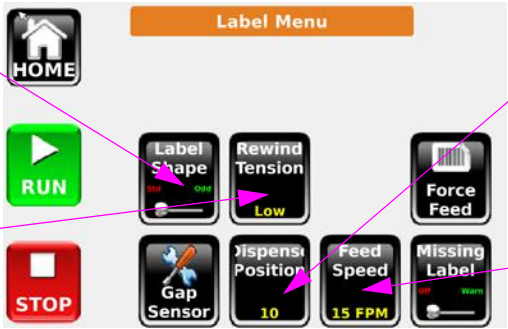 Label Menu
HOME
RUN
Label
Shape
Std Odd
Rewind
Tension
Low
Force
Feed
STOP
Gap
Sensor
Dispense
Position
10
Feed
Speed
15 FPM
Missing
Label
Off Warn